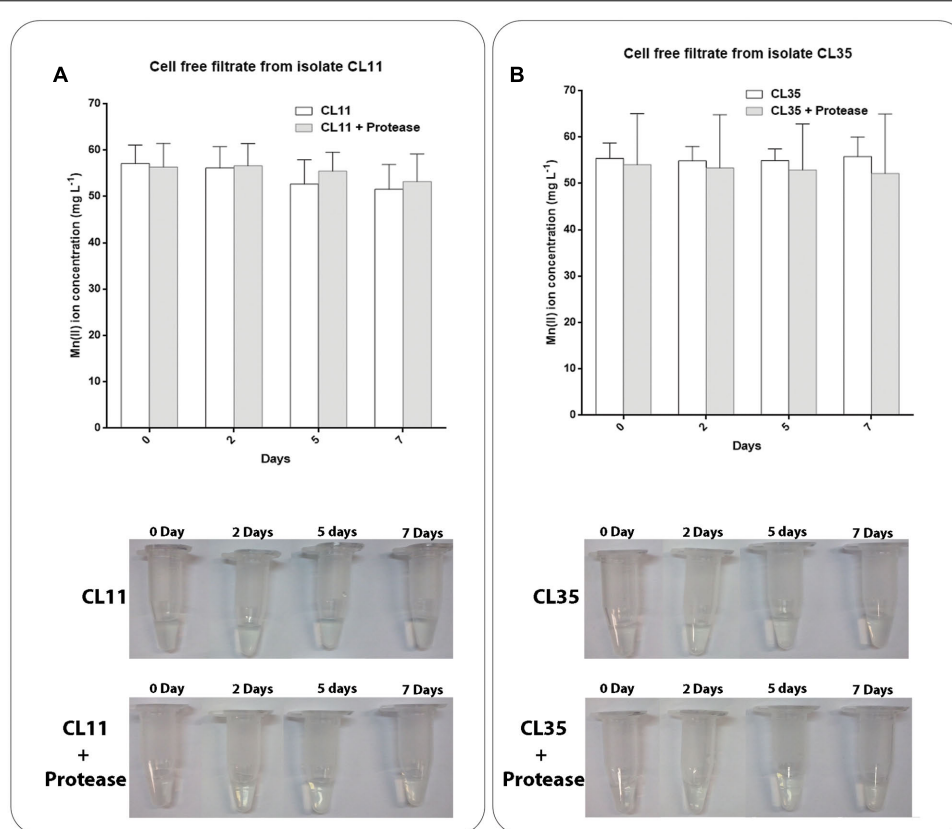 A
Cell free filtrate from isolate CL11
CL11
CL11 + Protease
Mn(II) ion concentration (mg L⁻¹)
70
60
50
40
30
20
10
0
0 2 5 7
Days
0 Day 2 Days 5 days 7 Days
CL11
0 Day 2 Days 5 days 7 Days
CL11
+
Protease
B
Cell free filtrate from isolate CL35
CL35
CL35 + Protease
Mn(II) ion concentration (mg L⁻¹)
70
60
50
40
30
20
10
0
0 2 5 7
Days
0 Day 2 Days 5 days 7 Days
CL35
0 Day 2 Days 5 days 7 Days
CL35
+
Protease